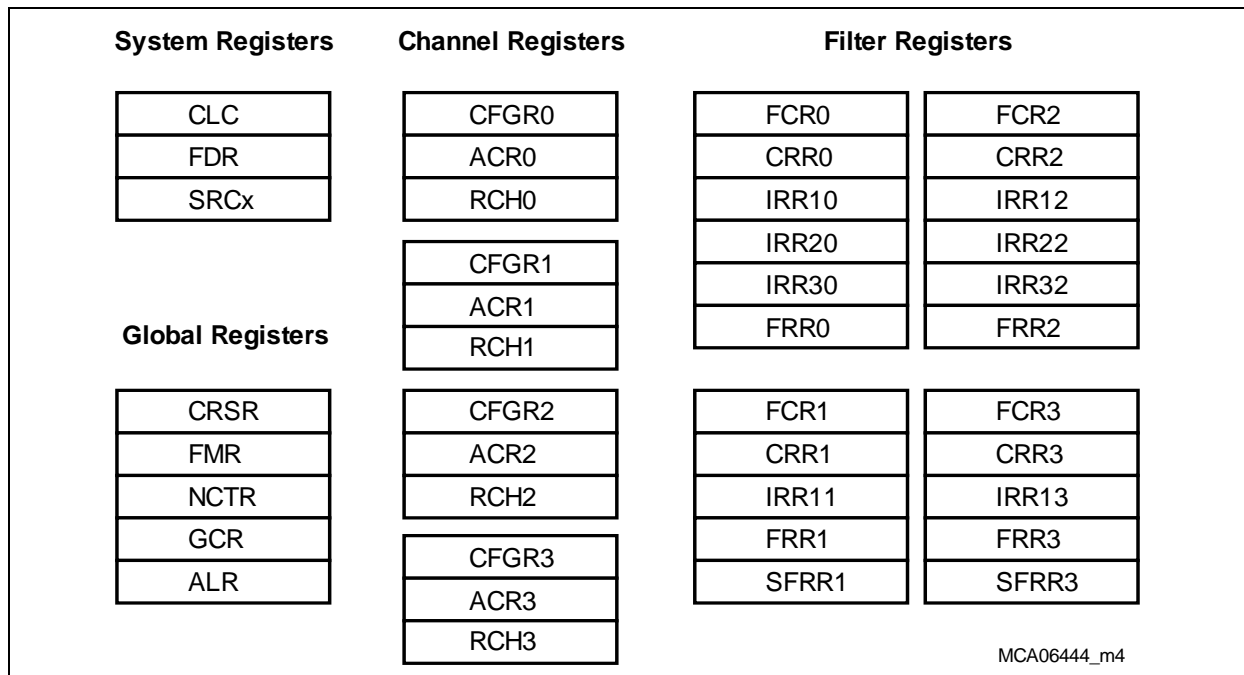 System Registers
CLC
FDR
SRCx
Global Registers
CRSR
FMR
NCTR
GCR
ALR
Channel Registers
CFGR0
ACR0
RCH0
CFGR1
ACR1
RCH1
CFGR2
ACR2
RCH2
CFGR3
ACR3
RCH3
Filter Registers
FCR0
CRR0
IRR10
IRR20
IRR30
FRR0
FCR2
CRR2
IRR12
IRR22
IRR32
FRR2
FCR1
CRR1
IRR11
FRR1
SFRR1
FCR3
CRR3
IRR13
FRR3
SFRR3
MCA06444_m4